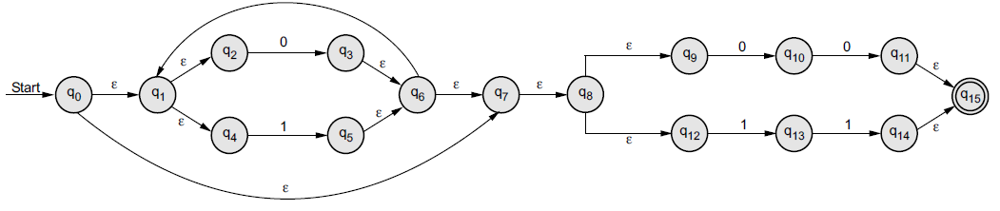 0
ε q2 q3 ε ε q9 0 q10 0 q11 ε
Start q0 ε q1 q6 ε q7 ε q8 q15
ε q4 1 q5 ε ε q12 1 q13 1 q14 ε
ε